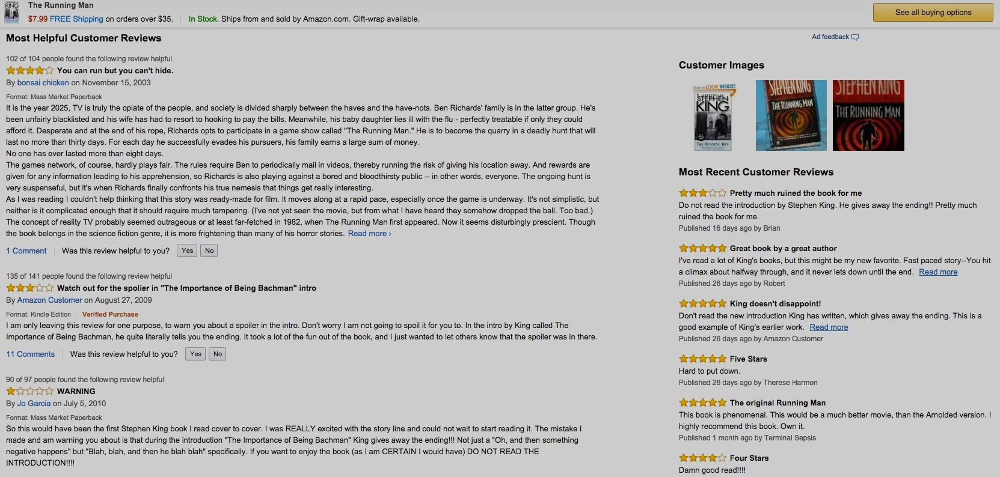 The Running Man
$7.99 FREE Shipping on orders over $35. In Stock. Ships from and sold by Amazon.com. Gift-wrap available.
See all buying options
Most Helpful Customer Reviews
102 of 104 people found the following review helpful
You can run but you can't hide.
By bonsai chicken on November 15, 2003
Format: Mass Market Paperback
It is the year 2025, TV is truly the opiate of the people, and society is divided sharply between the haves and the have-nots. Ben Richards' family is in the latter group. He's
been unfairly blacklisted and his wife has had to resort to hooking to pay the bills. Meanwhile, his baby daughter lies ill with the flu - perfectly treatable if only they could
afford it. Desperate and at the end of his rope, Richards opts to participate in a game show called "The Running Man." He is to become the quarry in a deadly hunt that will
last no more than thirty days. For each day he successfully evades his pursuers, his family earns a large sum of money.
No one has ever lasted more than eight days.
The games network, of course, hardly plays fair. The rules require Ben to periodically mail in videos, thereby running the risk of giving his location away. And rewards are
given for any information leading to his apprehension, so Richards is also playing against a bored and bloodthirsty public -- in other words, everyone. The ongoing hunt is
very suspenseful, but it's when Richards finally confronts his true nemesis that things get really interesting.
As I was reading I couldn't help thinking that this story was ready-made for film. It moves along at a rapid pace, especially once the game is underway. It's not simplistic, but
neither is it complicated enough that it should require much tampering. (I've not yet seen the movie, but from what I have heard they somehow dropped the ball. Too bad.)
The concept of reality TV probably seemed outrageous or at least far-fetched in 1982, when The Running Man first appeared. Now it seems disturbingly prescient. Though
the book belongs in the science fiction genre, it is more frightening than many of his horror stories. Read more ›
1 Comment Was this review helpful to you? Yes No
135 of 141 people found the following review helpful
Watch out for the spolier in "The Importance of Being Bachman" intro
By Amazon Customer on August 27, 2009
Format: Kindle Edition Verified Purchase
I am only leaving this review for one purpose, to warn you about a spoiler in the intro. Don't worry I am not going to spoil it for you to. In the intro by King called The
Importance of Being Bachman, he quite literally tells you the ending. It took a lot of the fun out of the book, and I just wanted to let others know that the spoiler was in there.
11 Comments Was this review helpful to you? Yes No
90 of 97 people found the following review helpful
WARNING
By Jo Garcia on July 5, 2010
Format: Mass Market Paperback
So this would have been the first Stephen King book I read cover to cover. I was REALLY excited with the story line and could not wait to start reading it. The mistake I
made and am warning you about is that during the introduction "The Importance of Being Bachman" King gives away the ending!!! Not just a "Oh, and then something
negative happens" but "Blah, blah, and then he blah blah" specifically. If you want to enjoy the book (as I am CERTAIN I would have) DO NOT READ THE
INTRODUCTION!!!!
Ad feedback
Customer Images
Click to LOOK INSIDE!
STEPHEN
KING
THE RUNNING MAN
STEPHEN KING
THE RUNNING MAN
STEPHEN KING
THE RUNNING MAN
Most Recent Customer Reviews
Pretty much ruined the book for me
Do not read the introduction by Stephen King. He gives away the ending!! Pretty much
ruined the book for me.
Published 16 days ago by Brian
Great book by a great author
I've read a lot of King's books, but this might be my new favorite. Fast paced story--You hit
a climax about halfway through, and it never lets down until the end. Read more
Published 26 days ago by Robert
King doesn't disappoint!
Don't read the new introduction King has written, which gives away the ending. This is a
good example of King's earlier work. Read more
Published 26 days ago by Amazon Customer
Five Stars
Hard to put down.
Published 26 days ago by Therese Harmon
The original Running Man
This book is phenomenal. This would be a much better movie, than the Arnolded version. I
highly recommend this book. Own it.
Published 1 month ago by Terminal Sepsis
Four Stars
Damn good read!!!!